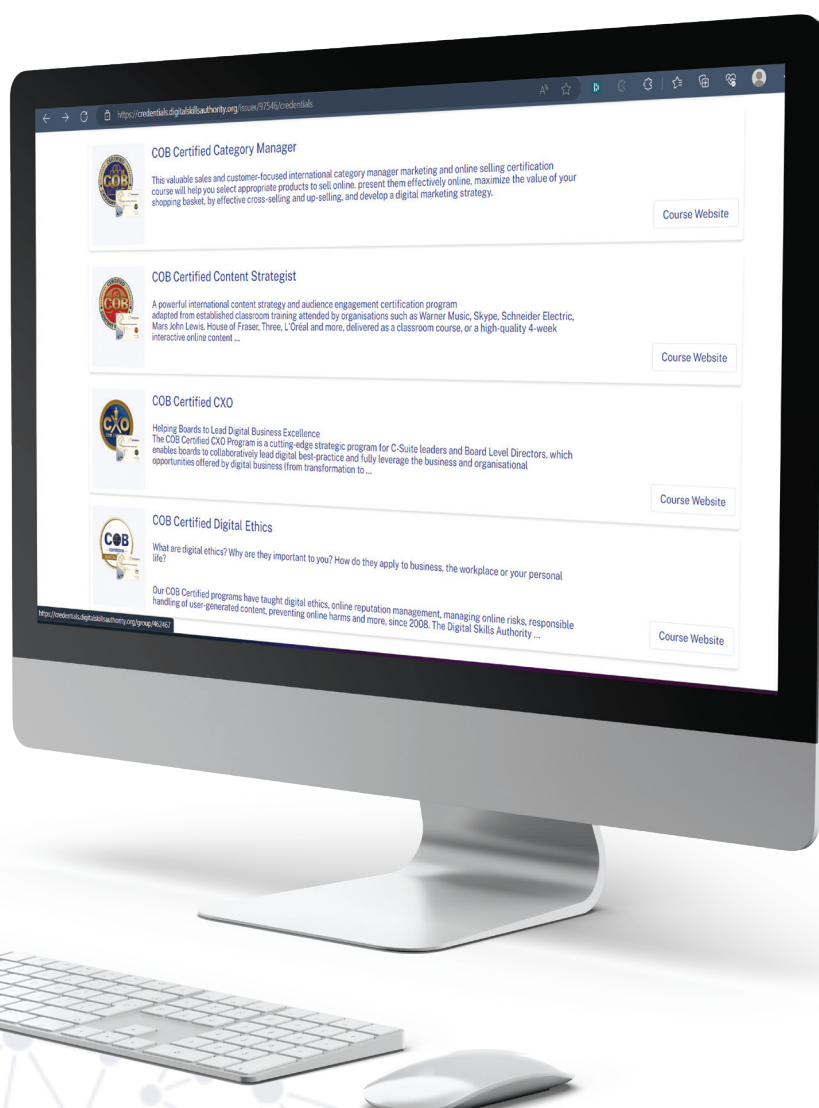 https://credentials.digitalskillsauthority.org/issuer/97546/credentials
COB Certified Category Manager
This valuable sales and customer-focused international category manager marketing and online selling certification
course will help you select appropriate products to sell online, present them effectively online, maximize the value of your
shopping basket, by effective cross-selling and up-selling, and develop a digital marketing strategy.
Course Website
COB
COB Certified Content Strategist
A powerful international content strategy and audience engagement certification program
adapted from established classroom training attended by organisations such as Warner Music, Skype, Schneider Electric,
Mars John Lewis, House of Fraser, Three, L'Oréal and more, delivered as a classroom course, or a high-quality 4-week
interactive online content ...
Course Website
COB
COB Certified CXO
Helping Boards to Lead Digital Business Excellence
The COB Certified CXO Program is a cutting-edge strategic program for C-Suite leaders and Board Level Directors, which
enables boards to collaboratively lead digital best-practice and fully leverage the business and organisational
opportunities offered by digital business (from transformation to ...
Course Website
CXO
COB Certified Digital Ethics
What are digital ethics? Why are they important to you? How do they apply to business, the workplace or your personal
life?
Our COB Certified programs have taught digital ethics, online reputation management, managing online risks, responsible
handling of user-generated content, preventing online harms and more, since 2008. The Digital Skills Authority ...
Course Website
COB
https://credentials.digitalskillsauthority.org/group/462467